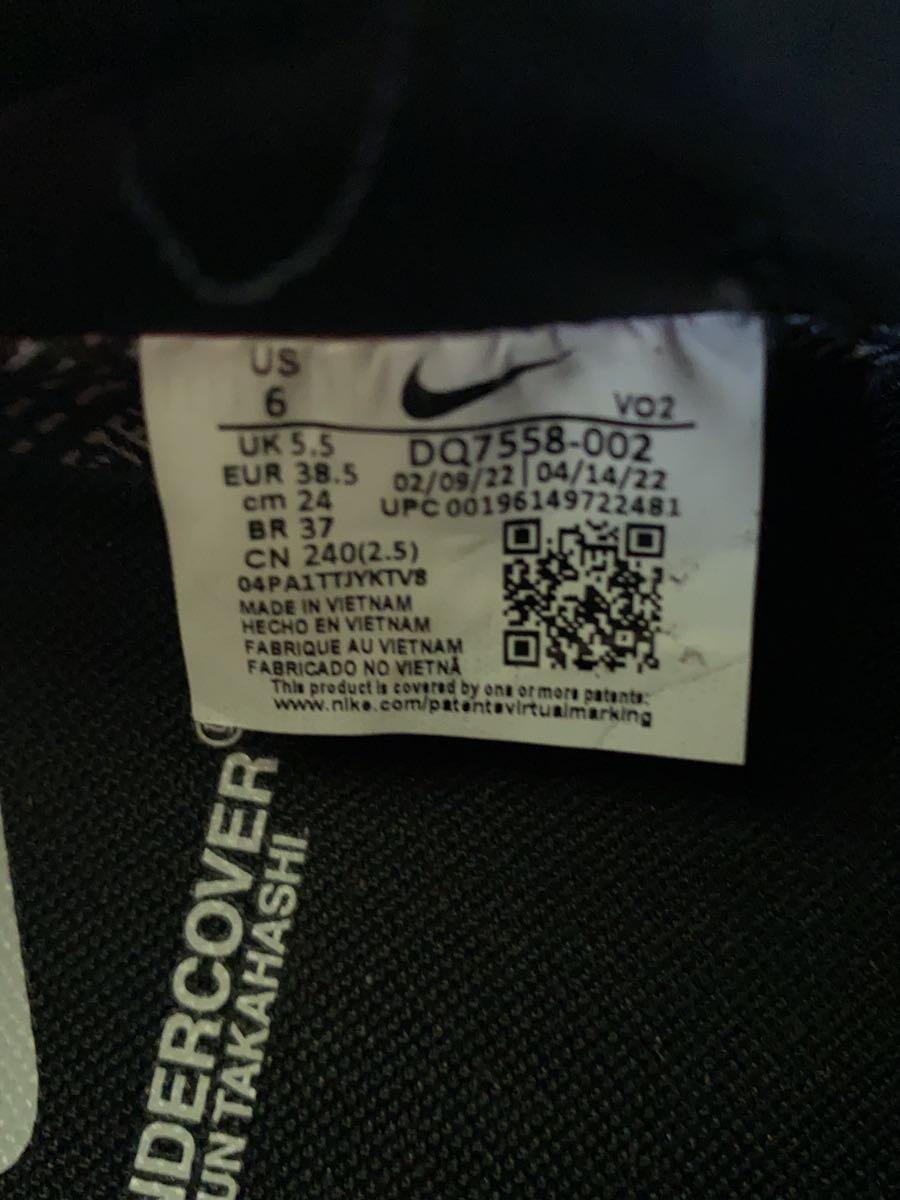 US
6
VO2
UK 5.5
DQ7558-002
EUR 38.5
02/09/22 | 04/14/22
cm 24
UPC 00196149722481
BR 37
CN 240(2.5)
04PA1TTJYKTV8
MADE IN VIETNAM
HECHO EN VIETNAM
FABRIQUE AU VIETNAM
FABRICADO NO VIETNÃ
This product is covered by one or more patents:
www.nike.com/patentsvirtualmarking
NDERCOVER
UN TAKAHASHI